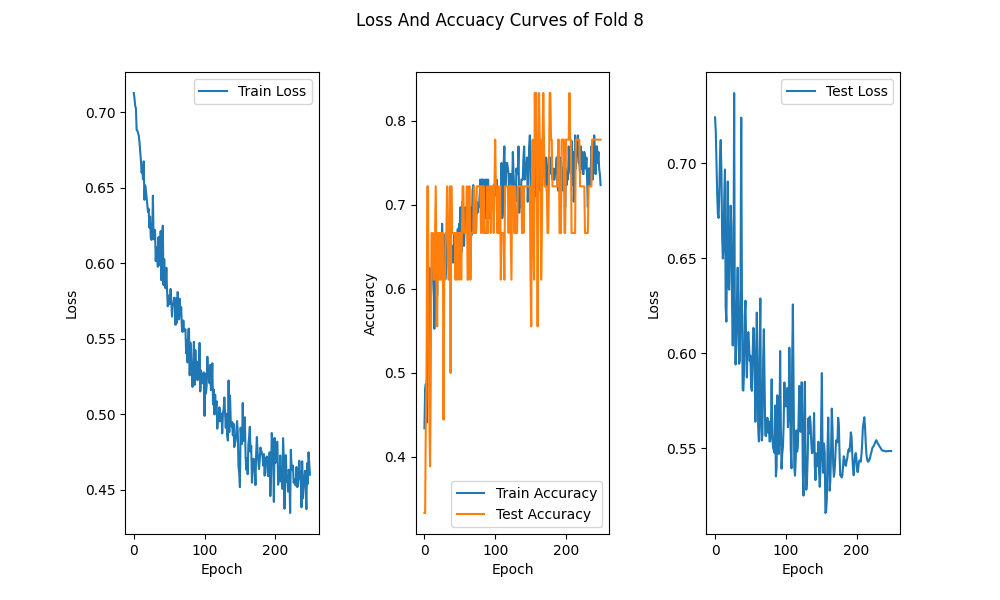 Loss And Accuacy Curves of Fold 8
Train Loss
0.70
0.65
0.60
0.55
0.50
0.45
Loss
0
100
200
Epoch
0.8
0.7
0.6
0.5
0.4
Accuracy
Train Accuracy
Test Accuracy
0
100
200
Epoch
Test Loss
0.70
0.65
0.60
0.55
Loss
0
100
200
Epoch